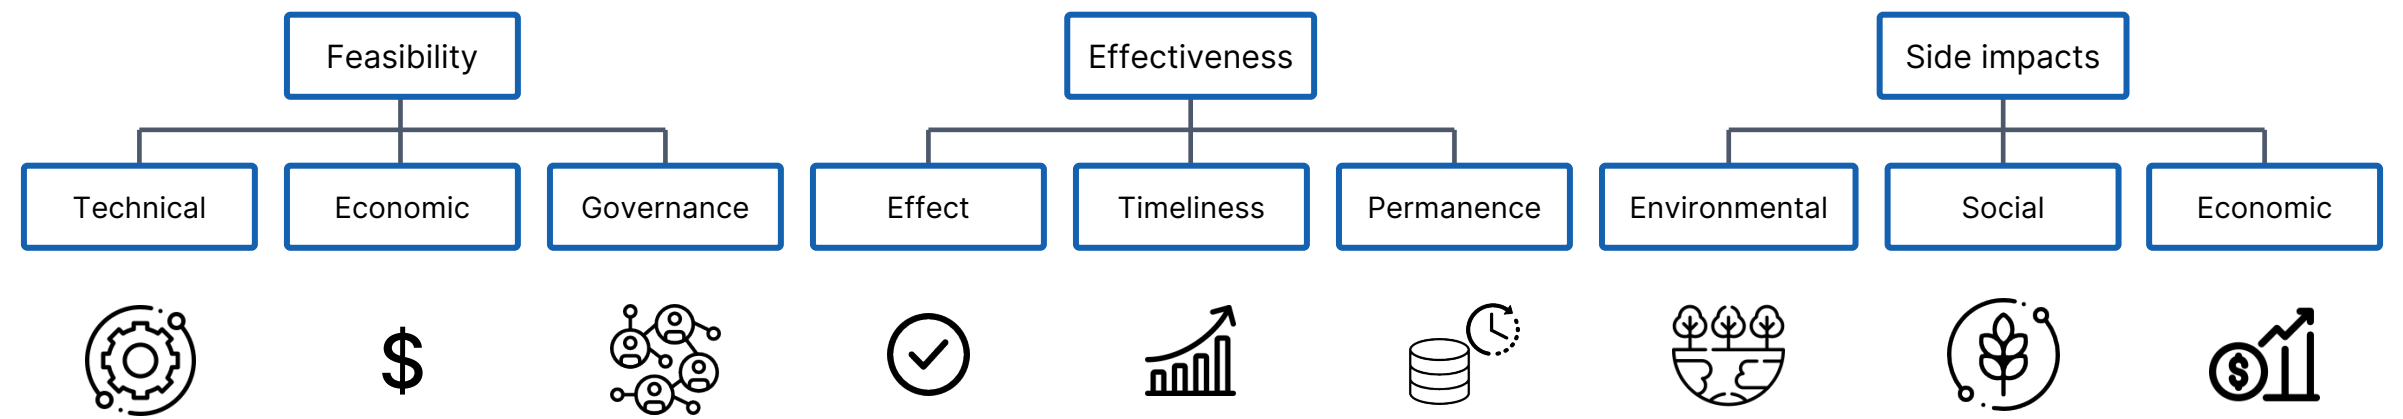 Feasibility
Effectiveness
Side impacts
Technical
Economic
Governance
Effect
Timeliness
Permanence
Environmental
Social
Economic
$
$